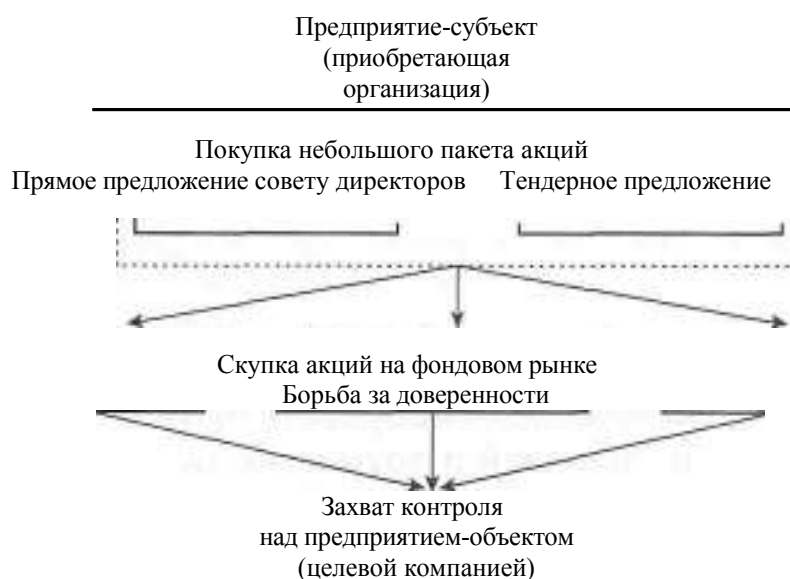 Предприятие-субъект
(приобретающая
организация)
Покупка небольшого пакета акций
Прямое предложение совету директоров Тендерное предложение
Скупка акций на фондовом рынке
Борьба за доверенности
Захват контроля
над предприятием-объектом
(целевой компанией)